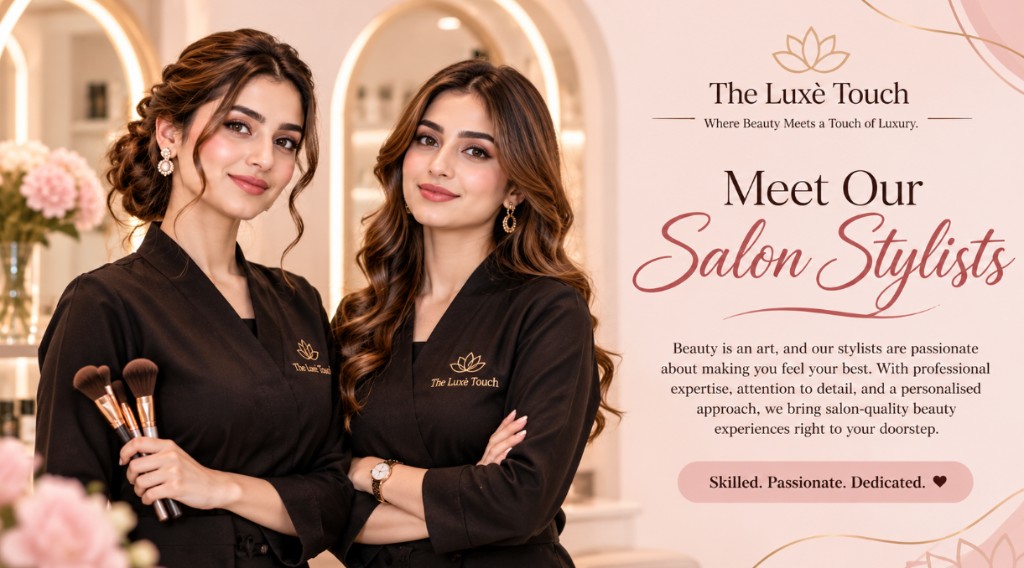 The Luxè Touch
Where Beauty Meets a Touch of Luxury.
Meet Our
Salon Stylists
Beauty is an art, and our stylists are passionate
about making you feel your best. With professional
expertise, attention to detail, and a personalised
approach, we bring salon-quality beauty
experiences right to your doorstep.
Skilled. Passionate. Dedicated.
The Luxè Touch
The Luxè Touch